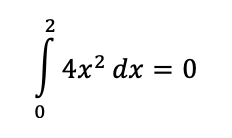 ∫₀² 4x² dx = 0